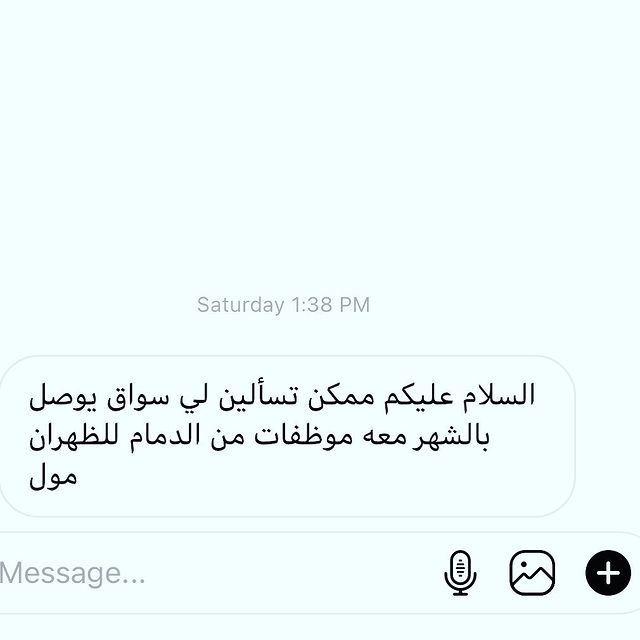 Saturday 1:38 PM
السلام عليكم ممكن تسألين لي سواق يوصل
بالشهر معه موظفات من الدمام للظهران
مول
Message...